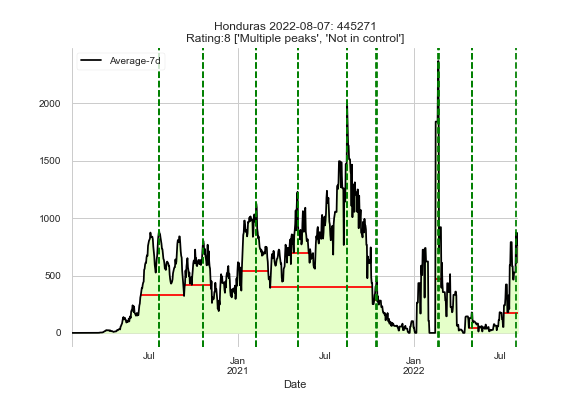 Honduras 2022-08-07: 445271
Rating:8 ['Multiple peaks', 'Not in control']
Average-7d
2000
1500
1000
500
0
Jul
Jan
2021
Jul
Jan
2022
Jul
Date